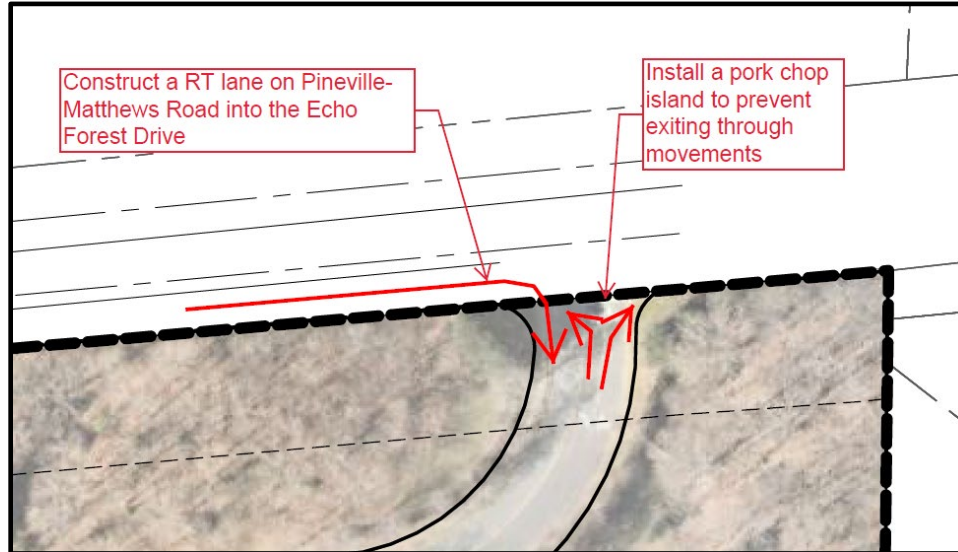 Construct a RT lane on Pineville-
Matthews Road into the Echo
Forest Drive
Install a pork chop
island to prevent
exiting through
movements